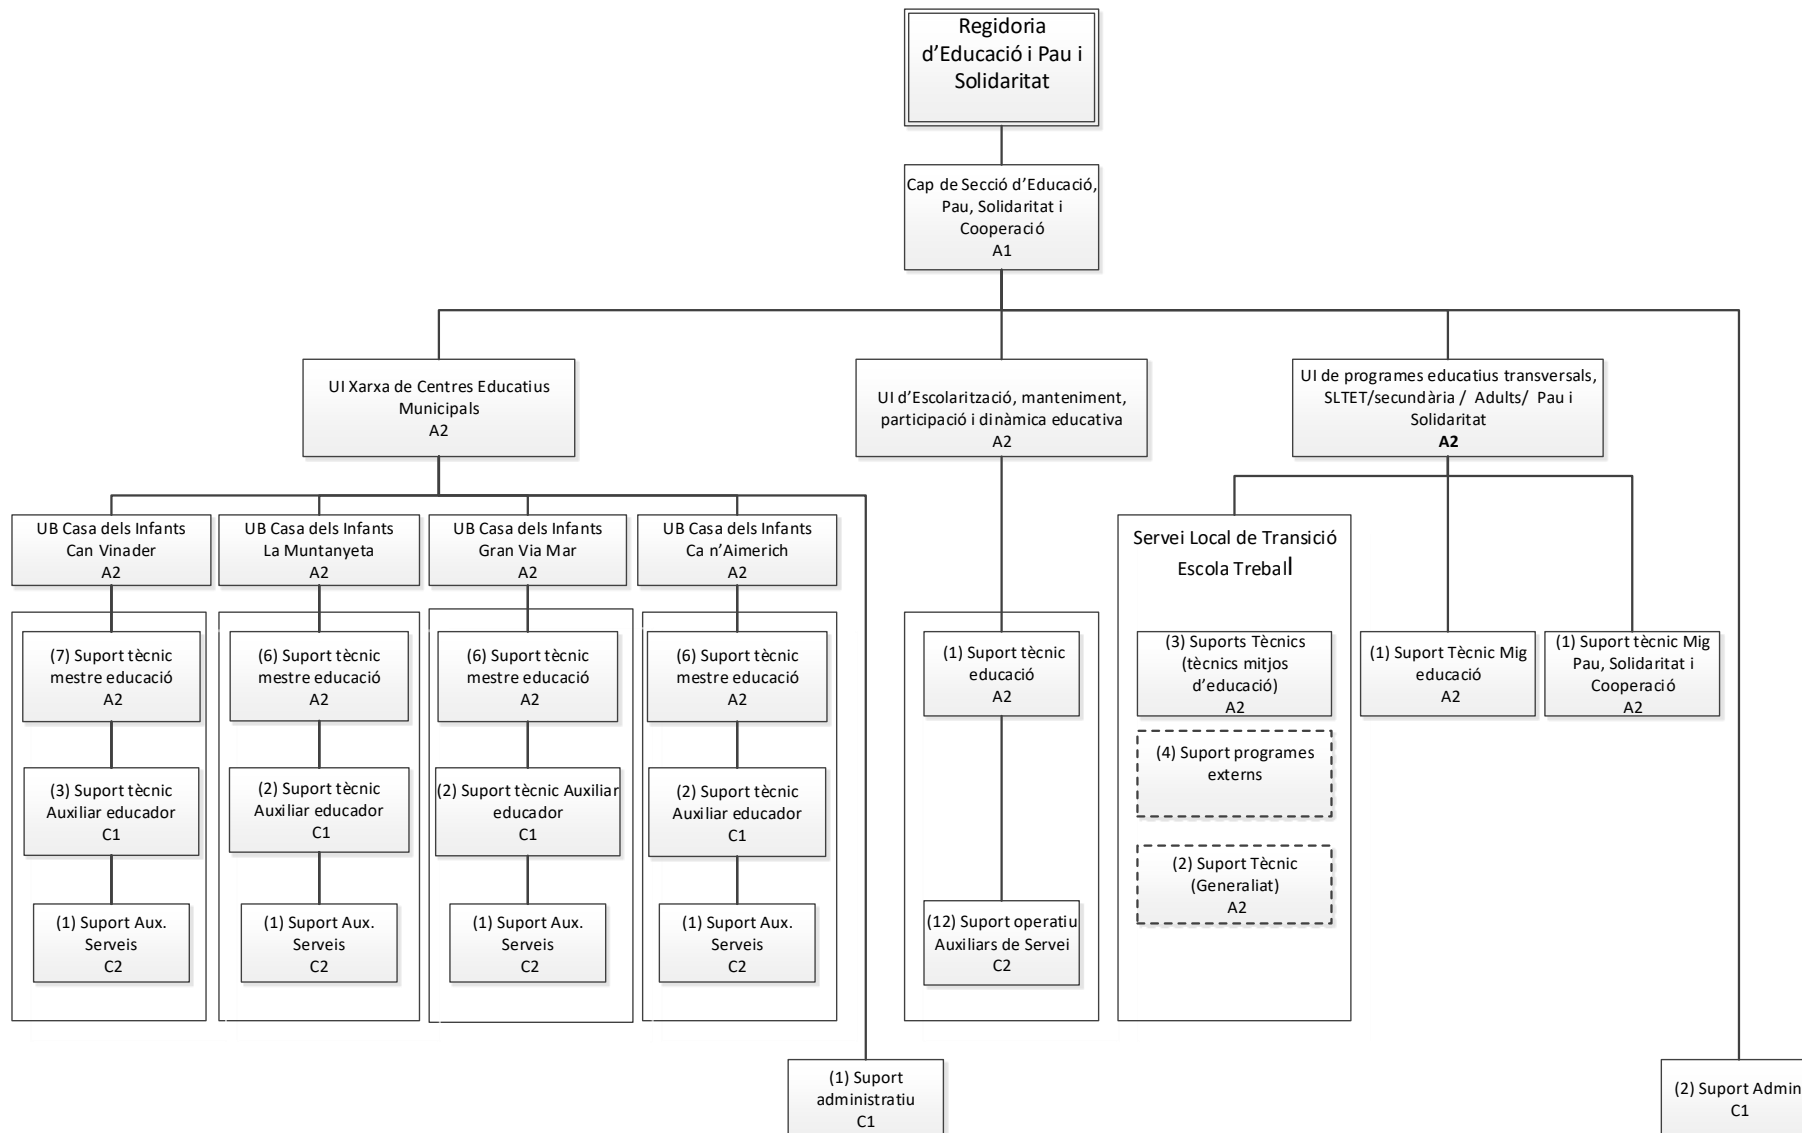 Regidoria
d’Educació i Pau i
Solidaritat
Cap de Secció d’Educació,
Pau, Solidaritat i
Cooperació
A1
UI Xarxa de Centres Educatius
Municipals
A2
UI d’Escolarització, manteniment,
participació i dinàmica educativa
A2
UI de programes educatius transversals,
SLTET/secundària / Adults/ Pau i
Solidaritat
A2
UB Casa dels Infants
Can Vinader
A2
UB Casa dels Infants
La Muntanyeta
A2
UB Casa dels Infants
Gran Via Mar
A2
UB Casa dels Infants
Ca n’Aimerich
A2
Servei Local de Transició
Escola Treball
(7) Suport tècnic
mestre educació
A2
(6) Suport tècnic
mestre educació
A2
(6) Suport tècnic
mestre educació
A2
(6) Suport tècnic
mestre educació
A2
(1) Suport tècnic
educació
A2
(3) Suports Tècnics
(tècnics mitjos
d’educació)
A2
(1) Suport Tècnic Mig
educació
A2
(1) Suport tècnic Mig
Pau, Solidaritat i
Cooperació
A2
(4) Suport programes
externs
(3) Suport tècnic
Auxiliar educador
C1
(2) Suport tècnic
Auxiliar educador
C1
(2) Suport tècnic Auxiliar
educador
C1
(2) Suport tècnic
Auxiliar educador
C1
(2) Suport Tècnic
(Generaliat)
A2
(1) Suport Aux.
Serveis
C2
(1) Suport Aux.
Serveis
C2
(1) Suport Aux.
Serveis
C2
(1) Suport Aux.
Serveis
C2
(12) Suport operatiu
Auxiliars de Servei
C2
(1) Suport
administratiu
C1
(2) Suport Admin
C1